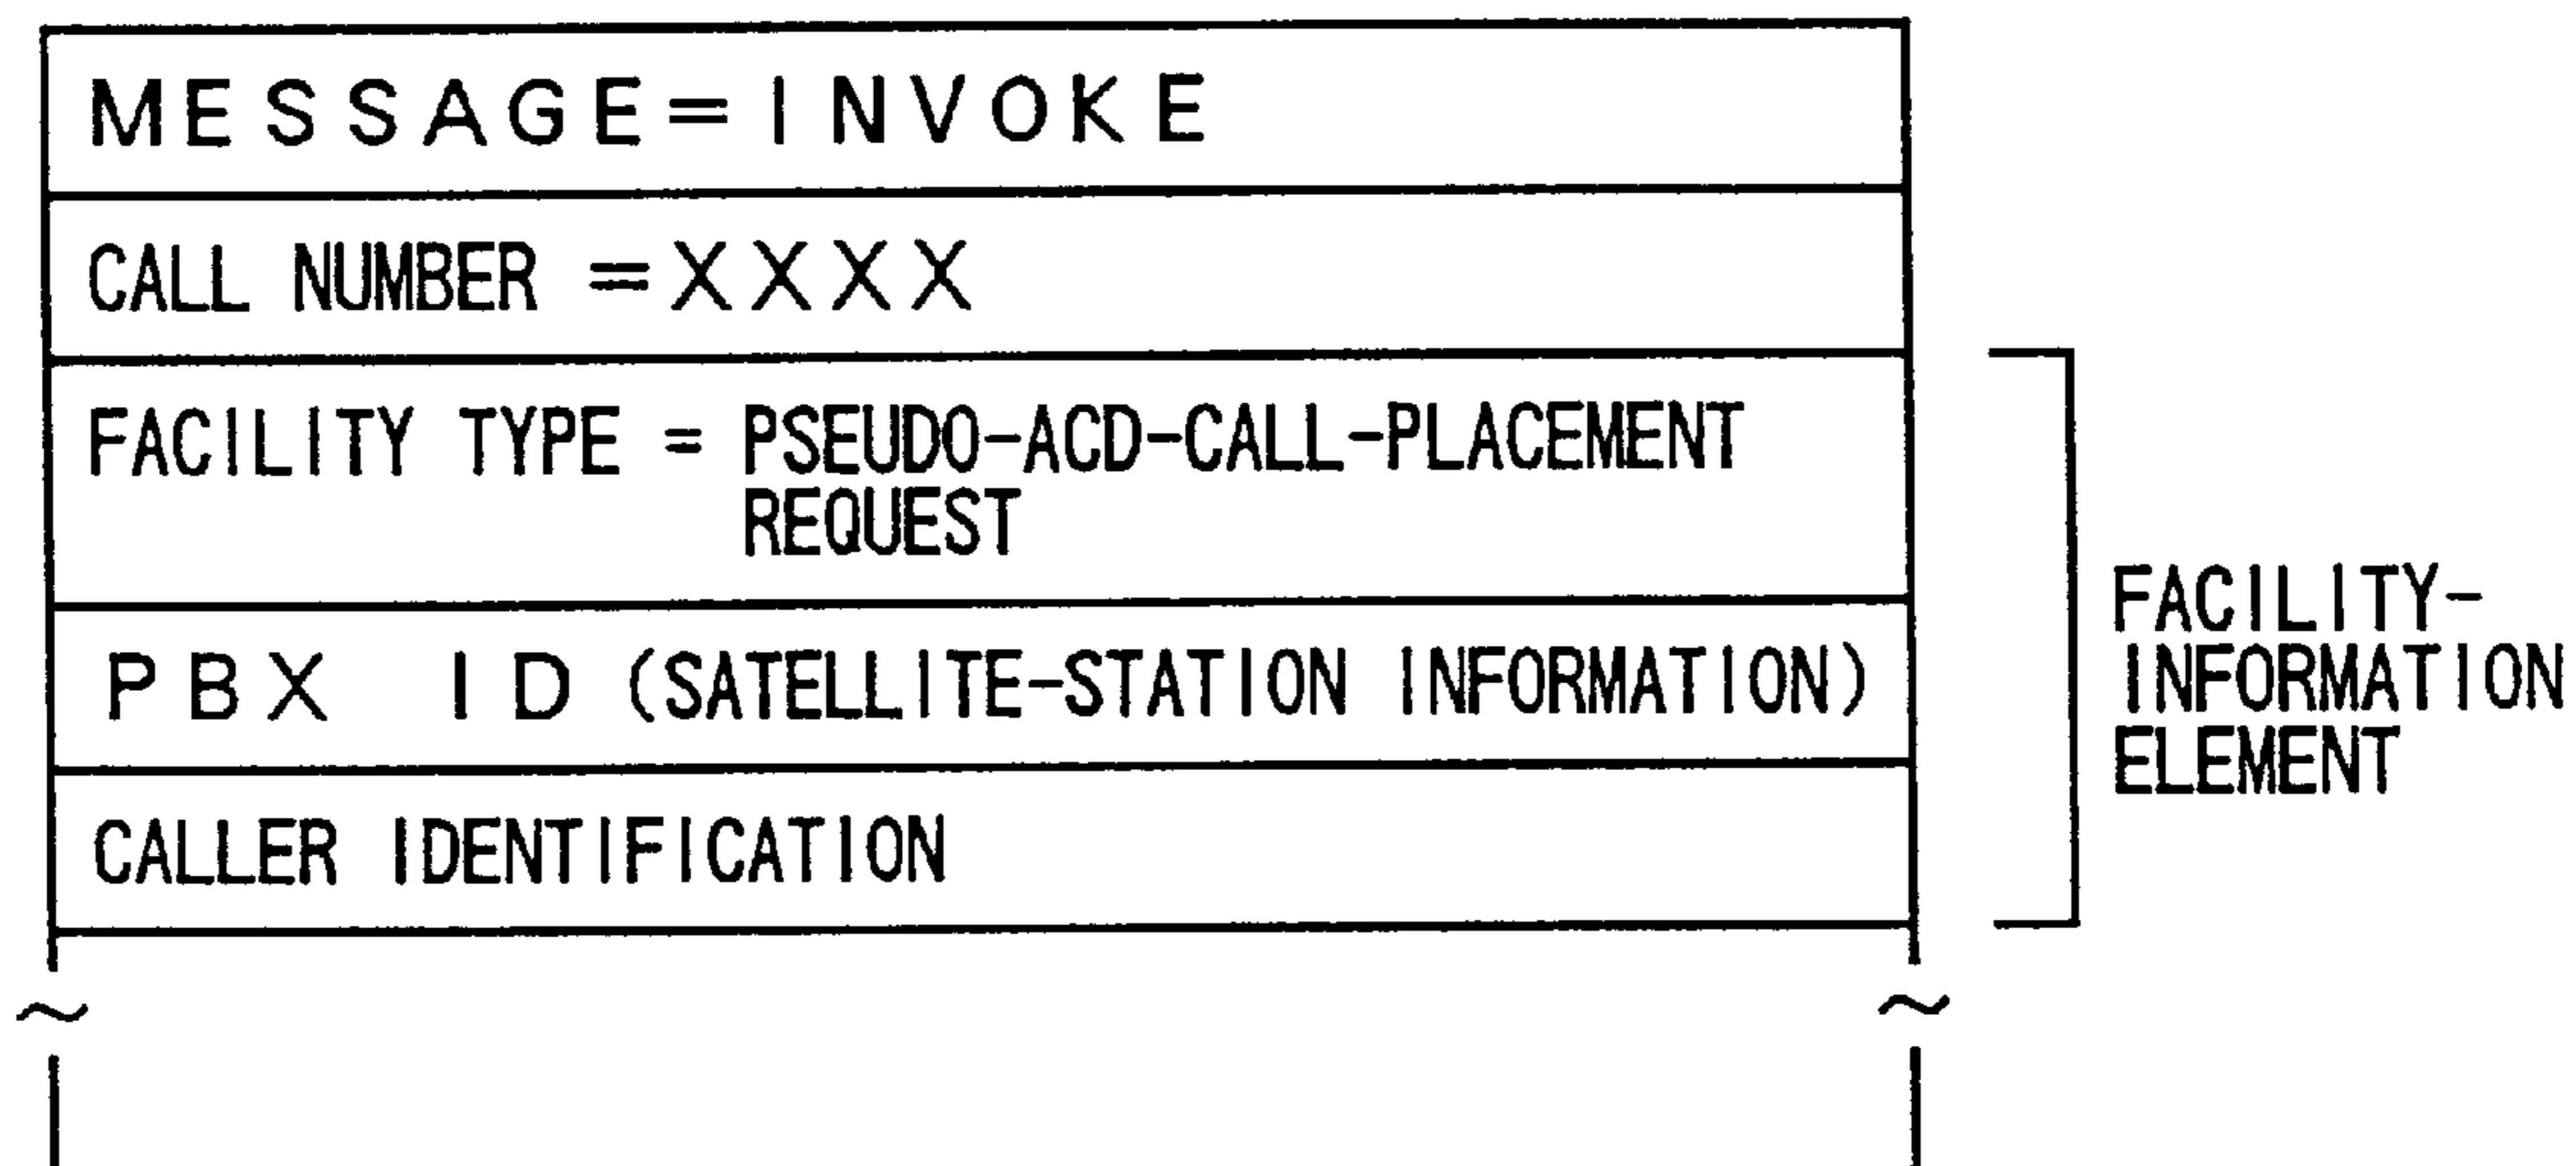 MESSAGE=INVOKE
CALL NUMBER =XXXX
FACILITY TYPE = PSEUDO-ACD-CALL-PLACEMENT
REQUEST
PBX ID (SATELLITE-STATION INFORMATION)
CALLER IDENTIFICATION
FACILITY-
INFORMATION
ELEMENT